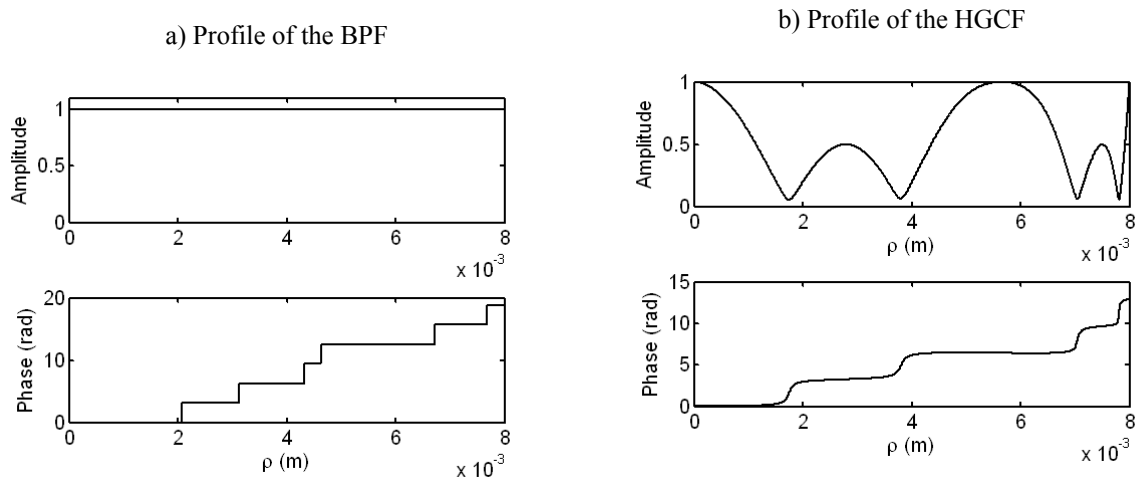 a) Profile of the BPF
Amplitude
1
0.5
0
0 2 4 6 8
x 10⁻³
Phase (rad)
20
10
0
0 2 4 6 8
ρ (m)
x 10⁻³
b) Profile of the HGCF
Amplitude
1
0.5
0
0 2 4 6 8
ρ (m)
x 10⁻³
Phase (rad)
15
10
5
0
0 2 4 6 8
ρ (m)
x 10⁻³